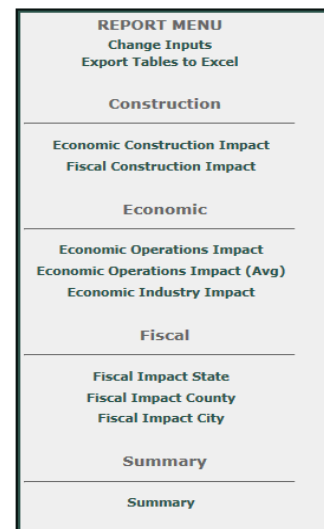 REPORT MENU
Change Inputs
Export Tables to Excel
Construction
Economic Construction Impact
Fiscal Construction Impact
Economic
Economic Operations Impact
Economic Operations Impact (Avg)
Economic Industry Impact
Fiscal
Fiscal Impact State
Fiscal Impact County
Fiscal Impact City
Summary
Summary